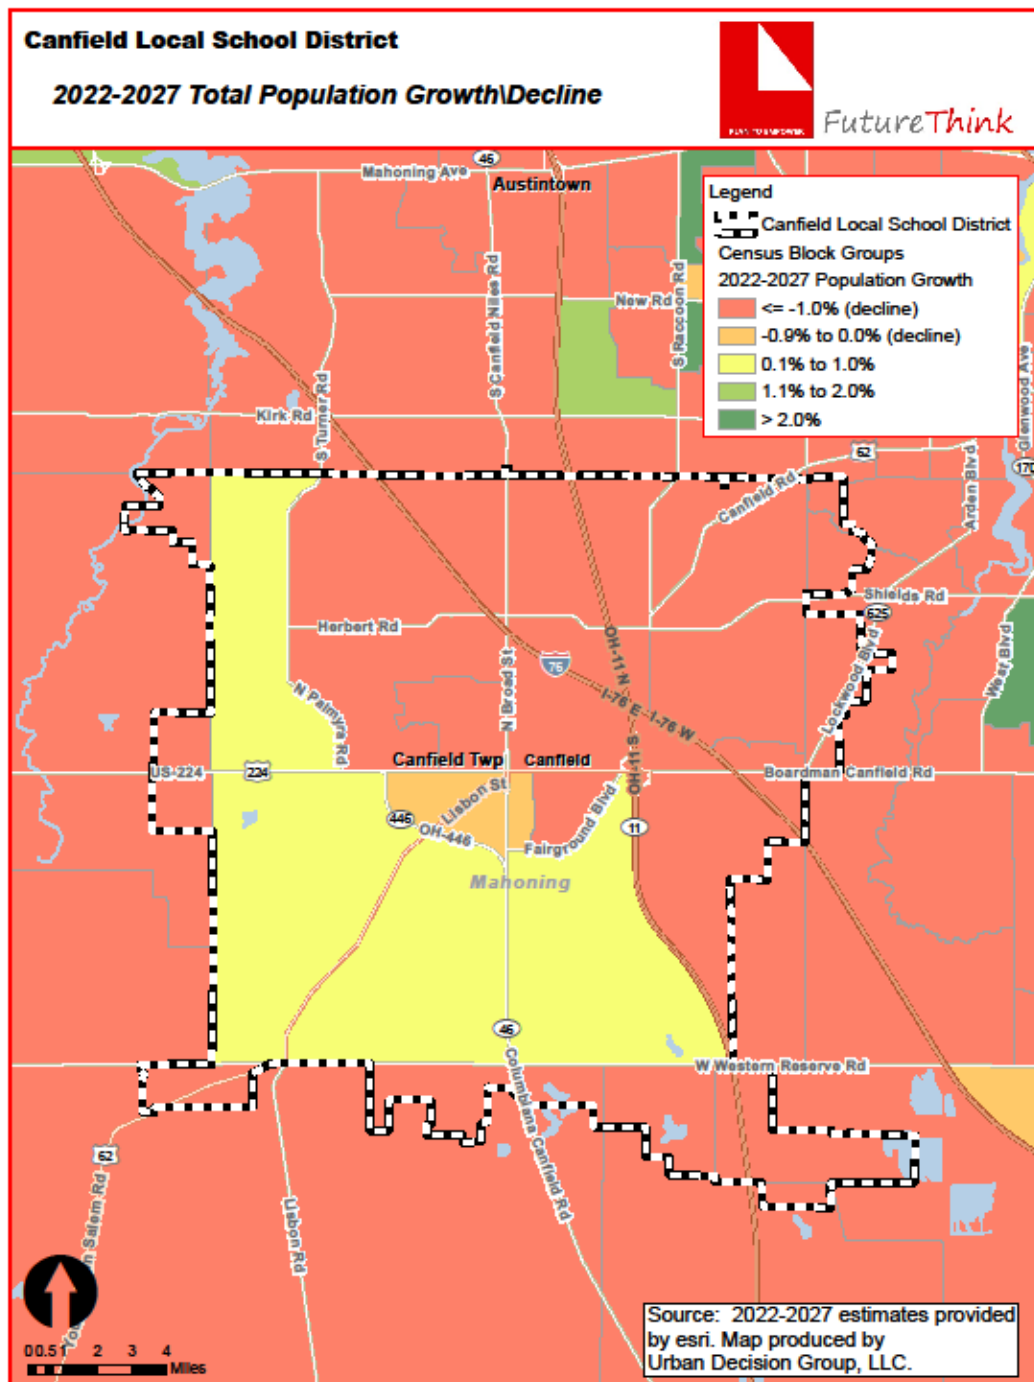 Canfield Local School District
2022-2027 Total Population Growth\Decline
PLAN TO EMPOWER
FutureThink
46
Mahoning Ave
Austintown
Legend
Canfield Local School District
Census Block Groups
2022-2027 Population Growth
<= -1.0% (decline)
-0.9% to 0.0% (decline)
0.1% to 1.0%
1.1% to 2.0%
> 2.0%
New Rd
S Raccoon Rd
S Canfield Niles Rd
S Turner Rd
Kirk Rd
Glenwood Ave
62
170
Arden Blvd
Canfield Rd
Shields Rd
625
Herbert Rd
OH-11 N
76
N Broad St
West Blvd
Lockwood Blvd
N Palmyra Rd
I-76 E
I-76 W
OH-11 S
Canfield Twp
Canfield
US-224
224
Boardman Canfield Rd
Lisbon St
446
OH-446
Fairground Blvd
11
Mahoning
46
W Western Reserve Rd
Columbiana Canfield Rd
62
n Salem Rd
Lisbon Rd
0 0.5 1 2 3 4
Miles
Source: 2022-2027 estimates provided
by esri. Map produced by
Urban Decision Group, LLC.